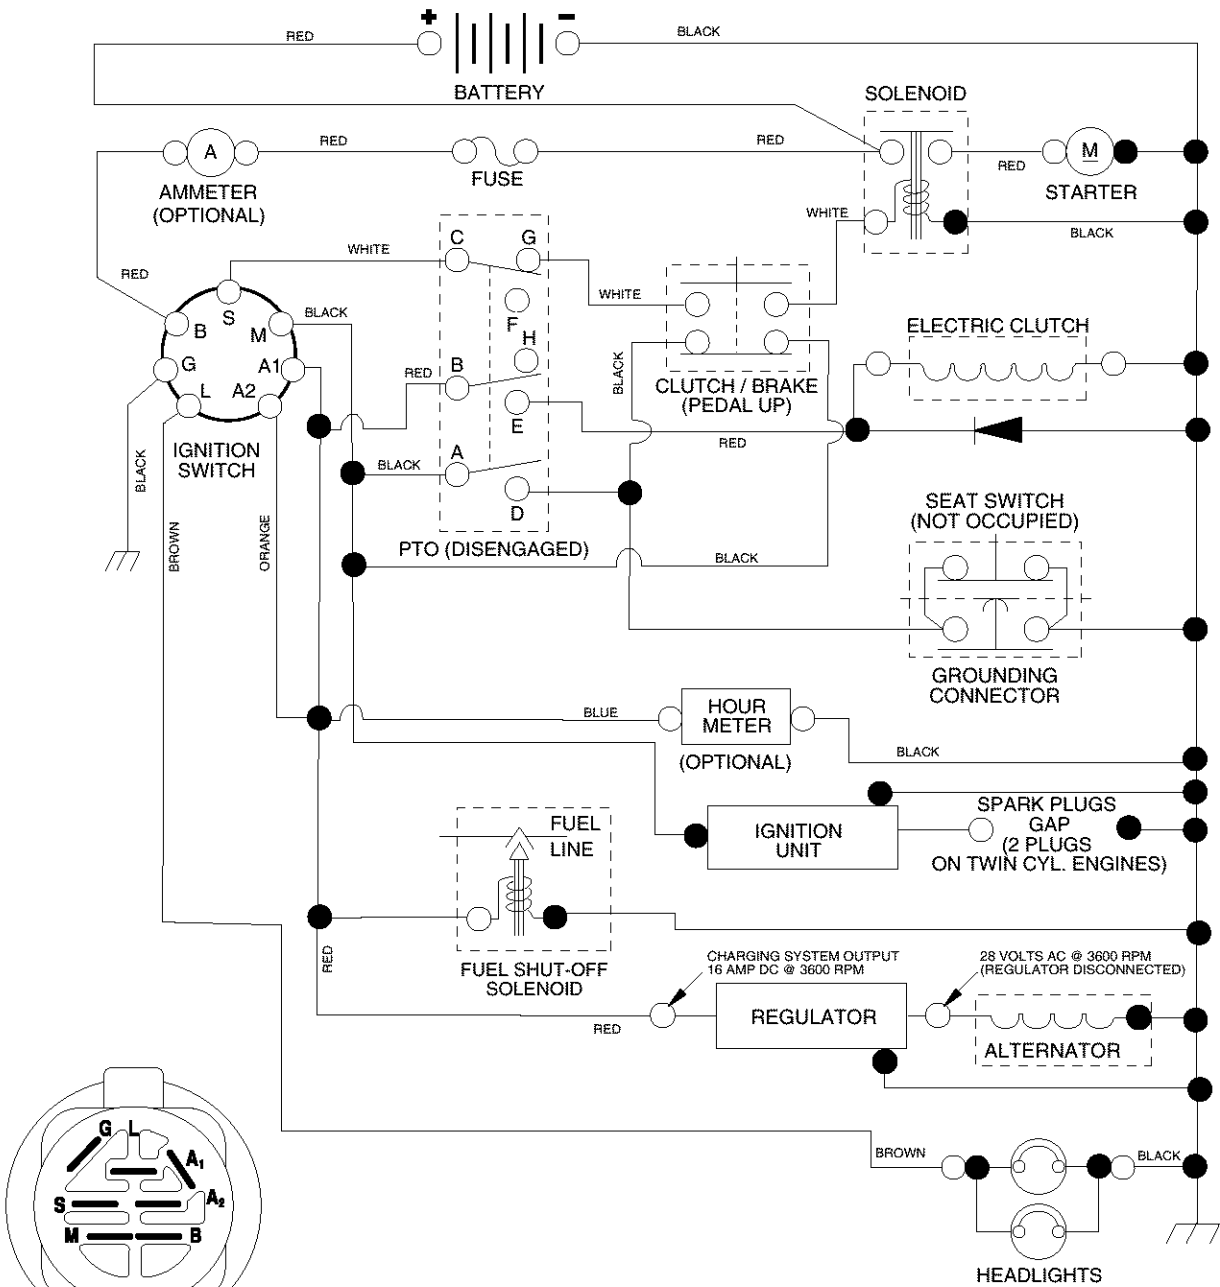 +
−
RED
BLACK
BATTERY
SOLENOID
A
RED
FUSE
RED
RED
M
STARTER
AMMETER
(OPTIONAL)
WHITE
BLACK
C
G
WHITE
RED
S
BLACK
WHITE
F
B
M
H
ELECTRIC CLUTCH
G
A1
B
RED
BLACK
CLUTCH / BRAKE
(PEDAL UP)
L
A2
E
RED
IGNITION
SWITCH
BLACK
A
BLACK
D
SEAT SWITCH
(NOT OCCUPIED)
BROWN
ORANGE
PTO (DISENGAGED)
BLACK
GROUNDING
CONNECTOR
BLUE
HOUR
METER
(OPTIONAL)
BLACK
SPARK PLUGS
GAP
(2 PLUGS
ON TWIN CYL. ENGINES)
IGNITION
UNIT
FUEL
LINE
RED
FUEL SHUT-OFF
SOLENOID
CHARGING SYSTEM OUTPUT
16 AMP DC @ 3600 RPM
28 VOLTS AC @ 3600 RPM
(REGULATOR DISCONNECTED)
RED
REGULATOR
ALTERNATOR
G
L
A1
S
A2
M
B
BROWN
BLACK
HEADLIGHTS